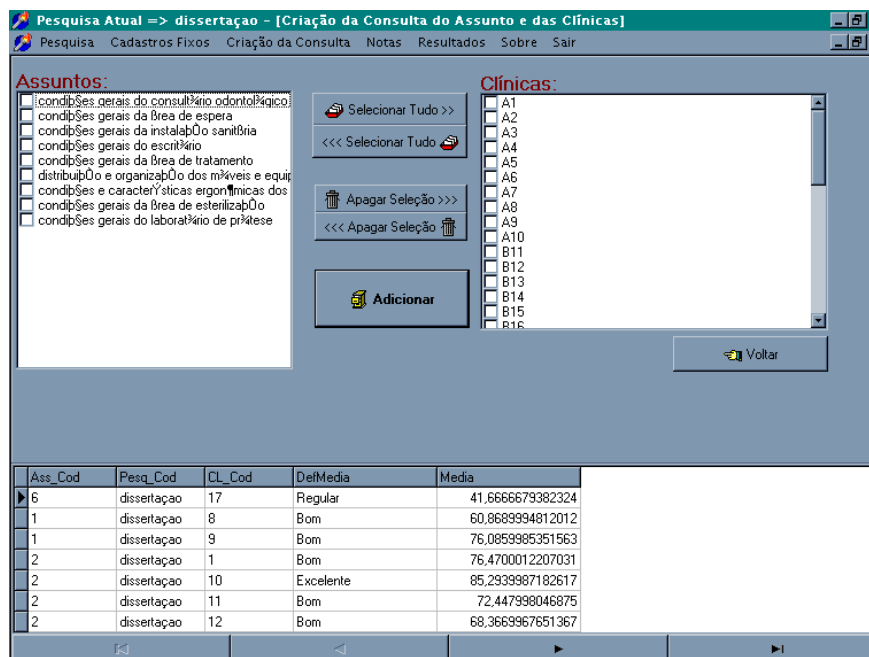 Pesquisa Atual => dissertaçao - [Criação da Consulta do Assunto e das Clínicas]
Pesquisa Cadastros Fixos Criação da Consulta Notas Resultados Sobre Sair
Assuntos:
condiþ§es gerais do consult¾rio odontol¾gico
condiþ§es gerais da ßrea de espera
condiþ§es gerais da instalaþÒo sanitßria
condiþ§es gerais do escrit¾rio
condiþ§es gerais da ßrea de tratamento
distribuiþÒo e organizaþÒo dos m¾veis e equip
condiþ§es e caracterÝsticas ergon¶micas dos
condiþ§es gerais da ßrea de esterilizaþÒo
condiþ§es gerais do laborat¾rio de pr¾tese
Selecionar Tudo >>
<<< Selecionar Tudo
Apagar Seleção >>>
<<< Apagar Seleção
Adicionar
Clínicas:
A1
A2
A3
A4
A5
A6
A7
A8
A9
A10
B11
B12
B13
B14
B15
B16
Voltar
Ass_Cod Pesq_Cod CL_Cod DefMedia Media
6 dissertaçao 17 Regular 41,6666679382324
1 dissertaçao 8 Bom 60,8689994812012
1 dissertaçao 9 Bom 76,0859985351563
2 dissertaçao 1 Bom 76,4700012207031
2 dissertaçao 10 Excelente 85,2939987182617
2 dissertaçao 11 Bom 72,447998046875
2 dissertaçao 12 Bom 68,3669967651367